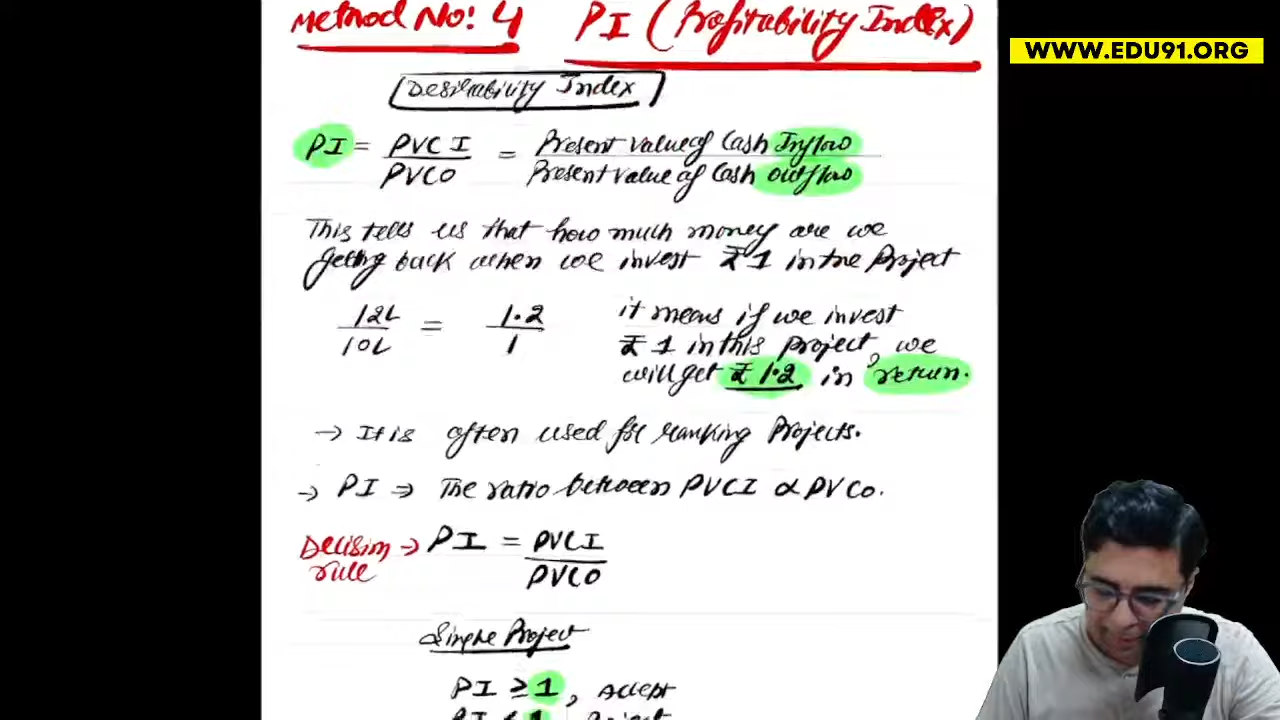 Method No: 4 PI (Profitability Index)
WWW.EDU91.ORG
Desirability Index
PI = PVCI / PVCO = Present value of Cash Inflow / Present value of Cash outflow
This tells us that how much money are we
getting back when we invest ₹1 in the Project
12L / 10L = 1.2 / 1
it means if we invest
₹1 in this project, we
will get ₹1.2 in return.
→ It is often used for ranking Projects.
→ PI ⇒ The ratio between PVCI & PVCO.
Decision rule → PI = PVCI / PVCO
Single Project
PI ≥ 1, Accept
PI < 1, Reject